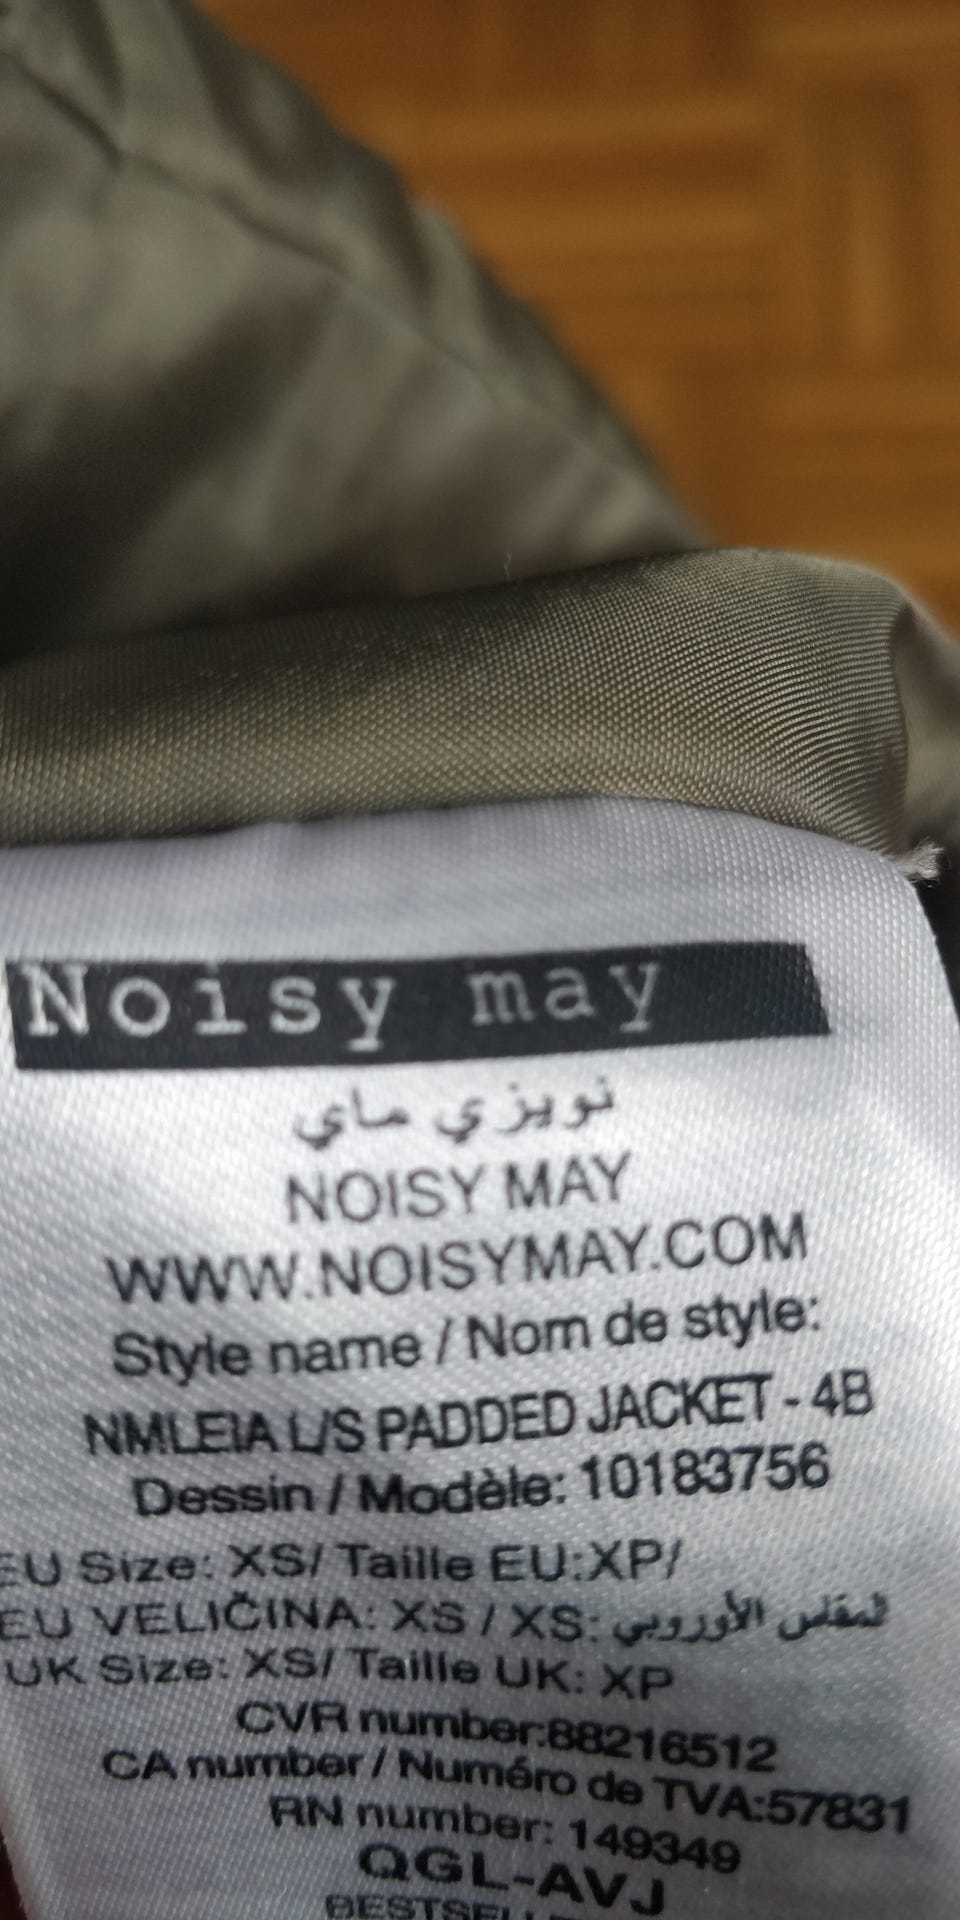 Noisy may
نويزي ماي
NOISY MAY
WWW.NOISYMAY.COM
Style name / Nom de style:
NMLEIA L/S PADDED JACKET - 4B
Dessin / Modèle: 10183756
EU Size: XS/ Taille EU:XP/
EU VELIČINA: XS / XS: المقاس الأوروبي
UK Size: XS/ Taille UK: XP
CVR number:88216512
CA number / Numéro de TVA:57831
RN number: 149349
QGL-AVJ